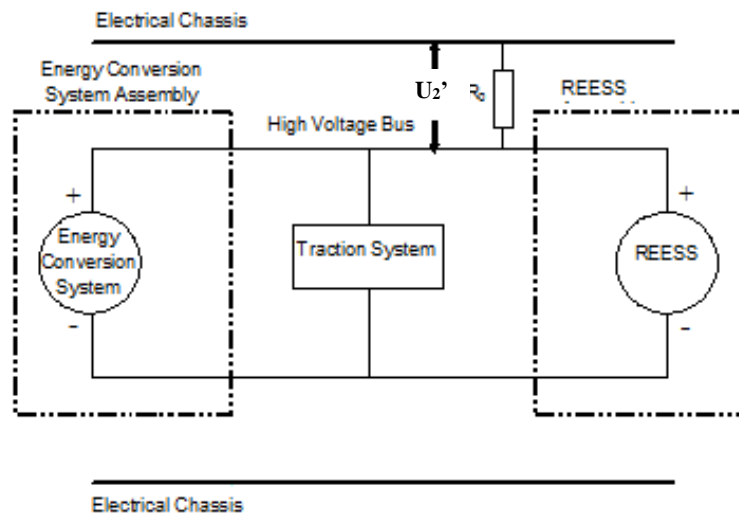 Electrical Chassis
Energy Conversion
System Assembly
U₂’
R₀
REESS
High Voltage Bus
+
+
Energy
Conversion
System
Traction System
REESS
-
-
Electrical Chassis